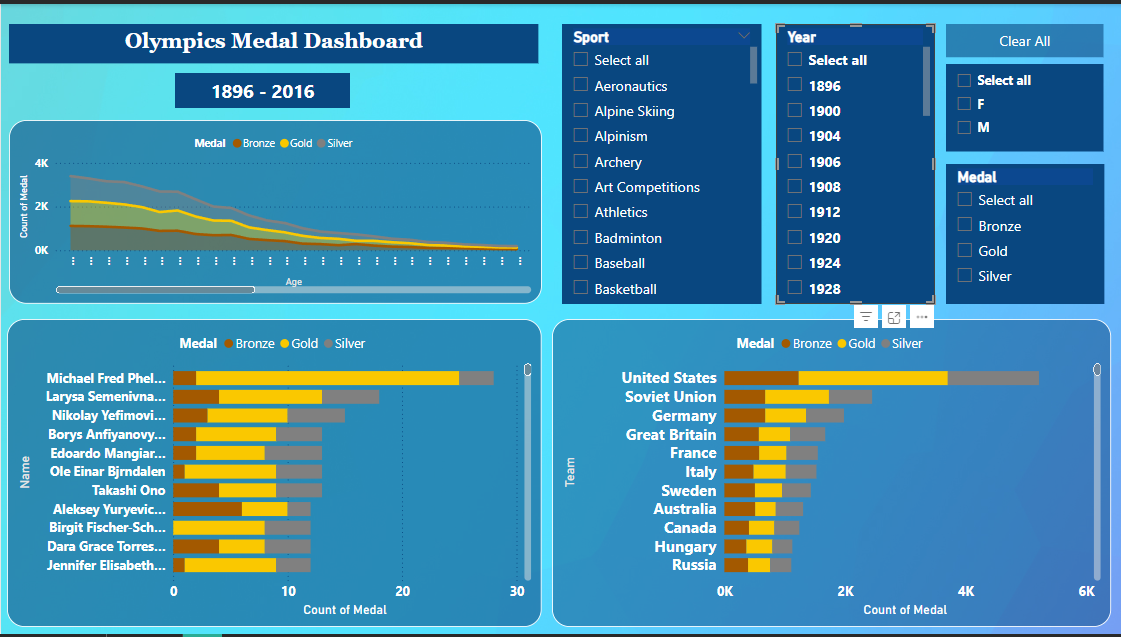 Olympics Medal Dashboard
1896 - 2016
Medal Bronze Gold Silver
Count of Medal
4K
2K
0K
Age
Sport
Select all
Aeronautics
Alpine Skiing
Alpinism
Archery
Art Competitions
Athletics
Badminton
Baseball
Basketball
Year
Select all
1896
1900
1904
1906
1908
1912
1920
1924
1928
Clear All
Select all
F
M
Medal
Select all
Bronze
Gold
Silver
Medal Bronze Gold Silver
Name
Michael Fred Phel...
Larysa Semenivna...
Nikolay Yefimovi...
Borys Anfiyanovy...
Edoardo Mangiar...
Ole Einar Bjrndalen
Takashi Ono
Aleksey Yuryevic...
Birgit Fischer-Sch...
Dara Grace Torres...
Jennifer Elisabeth...
0 10 20 30
Count of Medal
Medal Bronze Gold Silver
Team
United States
Soviet Union
Germany
Great Britain
France
Italy
Sweden
Australia
Canada
Hungary
Russia
0K 2K 4K 6K
Count of Medal